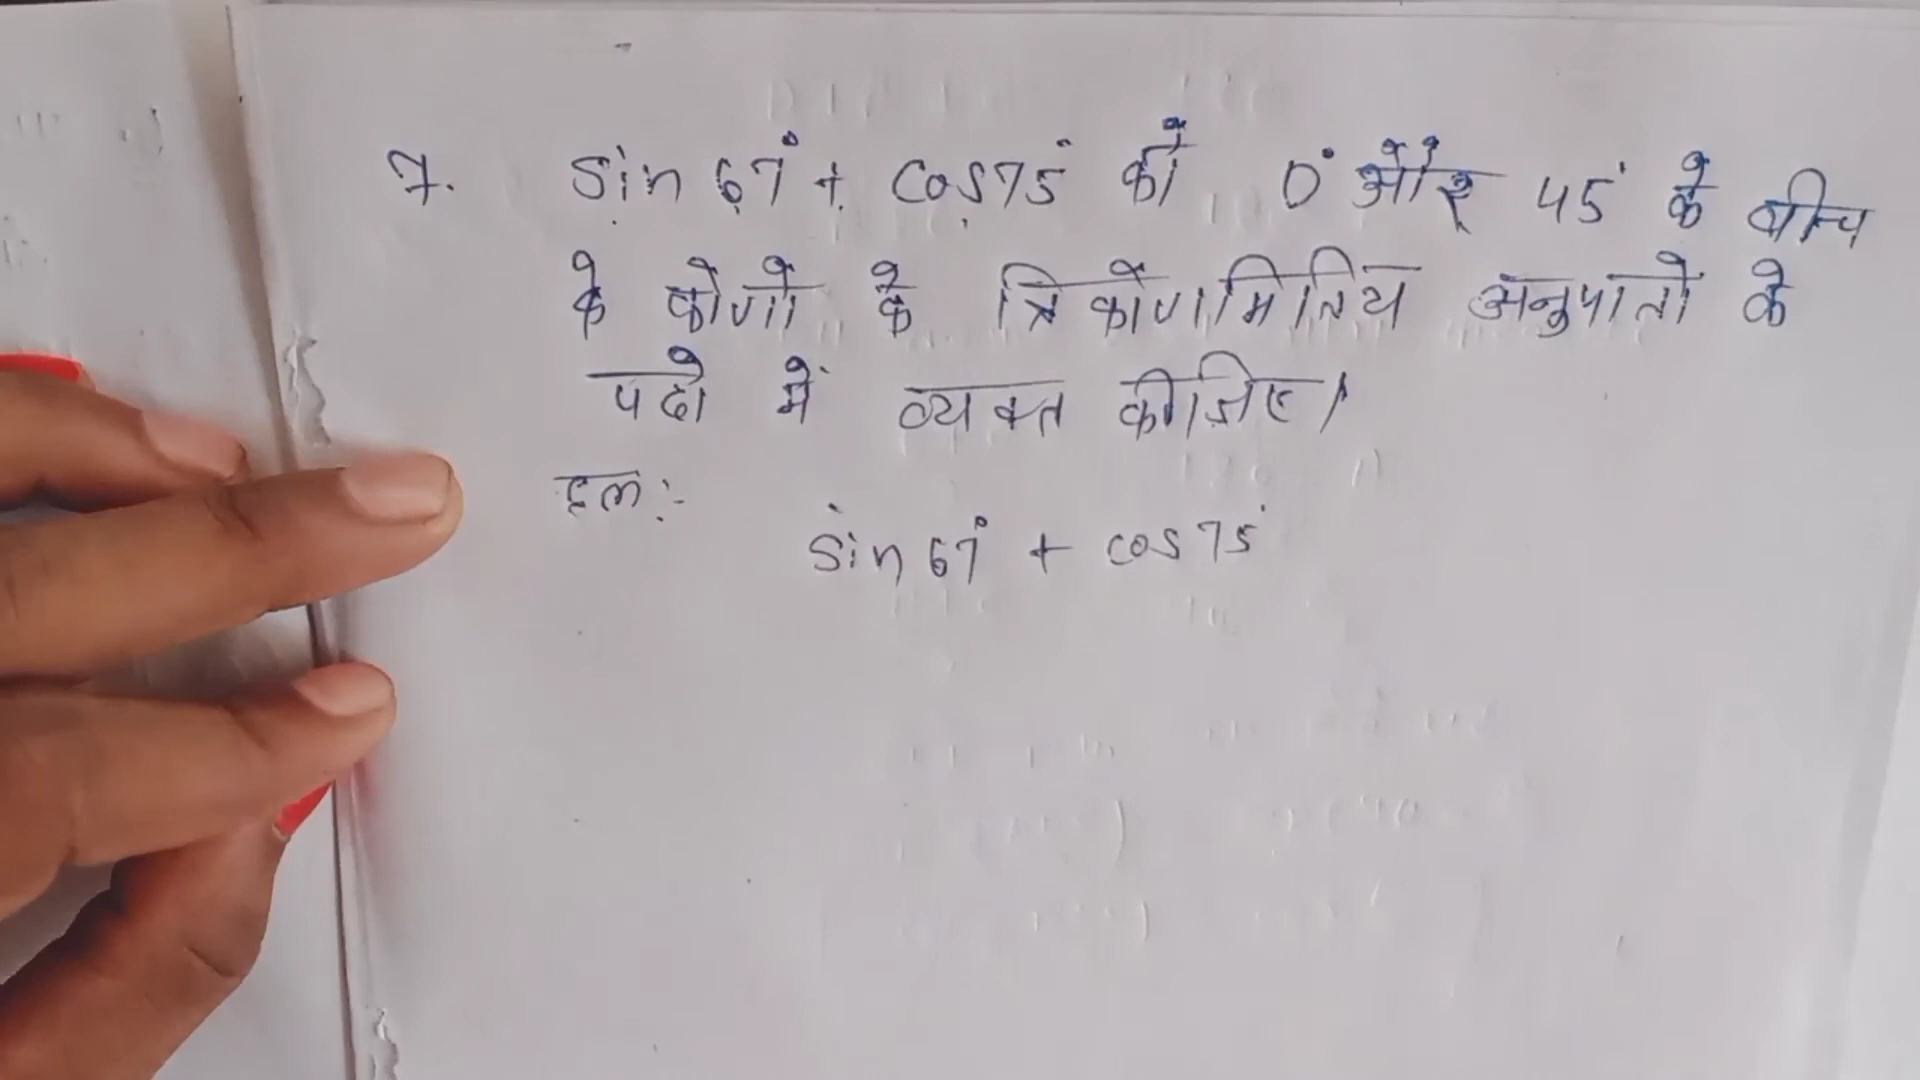 7. sin 67° + cos 75° को 0° और 45° के बीच
के कोणो के त्रिकोणमितिय अनुपातो के
पदो में व्यक्त कीजिए।
हल:-
sin 67° + cos 75°